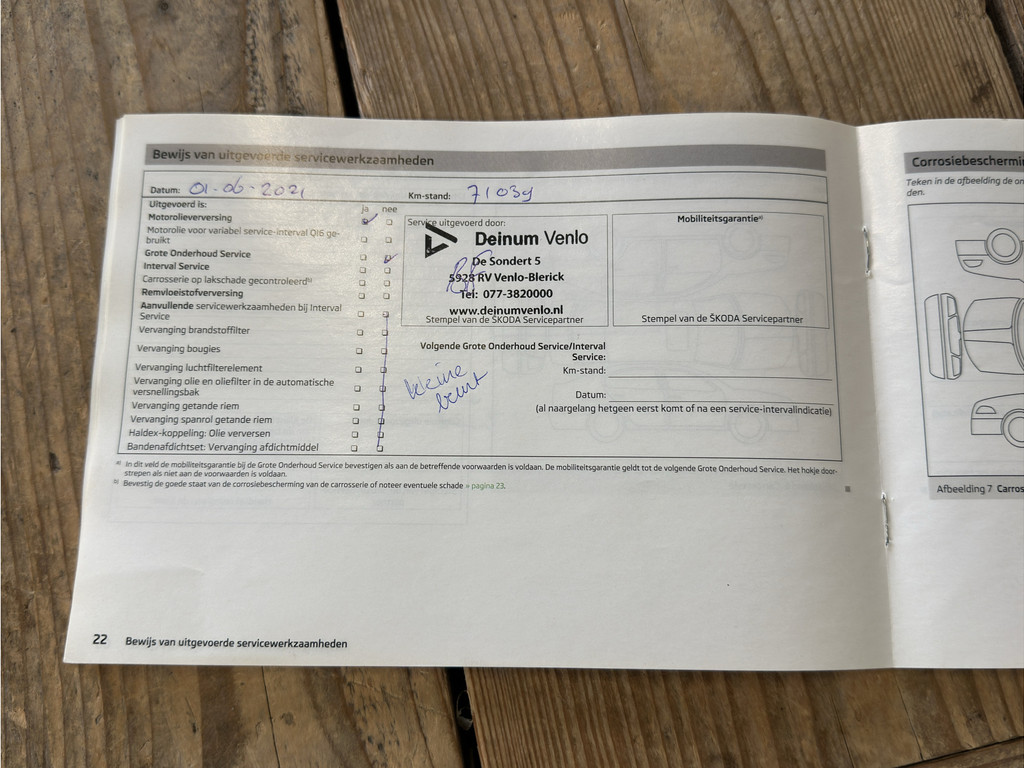 Bewijs van uitgevoerde servicewerkzaamheden
Datum: 01-06-2021
Km-stand: 71039
Uitgevoerd is:
ja nee
Motorolieverversing
Motorolie voor variabel service-interval QI6 ge-
bruikt
Grote Onderhoud Service
Interval Service
Carrosserie op lakschade gecontroleerd
Remvloeistofverversing
Aanvullende servicewerkzaamheden bij Interval
Service
Vervanging brandstoffilter
Vervanging bougies
Vervanging luchtfilterelement
Vervanging olie en oliefilter in de automatische
versnellingsbak
Vervanging getande riem
Vervanging spanrol getande riem
Haldex-koppeling: Olie verversen
Bandenafdichtset: Vervanging afdichtmiddel
Service uitgevoerd door:
Deinum Venlo
De Sondert 5
5928 RV Venlo-Blerick
Tel: 077-3820000
www.deinumvenlo.nl
Stempel van de ŠKODA Servicepartner
Mobiliteitsgarantie a)
Stempel van de ŠKODA Servicepartner
Volgende Grote Onderhoud Service/Interval
Service:
Km-stand:
Datum:
(al naargelang hetgeen eerst komt of na een service-intervalindicatie)
kleine
beurt
a) In dit veld de mobiliteitsgarantie bij de Grote Onderhoud Service bevestigen als aan de betreffende voorwaarden is voldaan. De mobiliteitsgarantie geldt tot de volgende Grote Onderhoud Service. Het hokje door-
strepen als niet aan de voorwaarden is voldaan.
Bevestig de goede staat van de corrosiebescherming van de carrosserie of noteer eventuele schade » pagina 23.
22 Bewijs van uitgevoerde servicewerkzaamheden
Corrosiebeschermin
Teken in de afbeelding de on
den.
Afbeelding 7 Carros